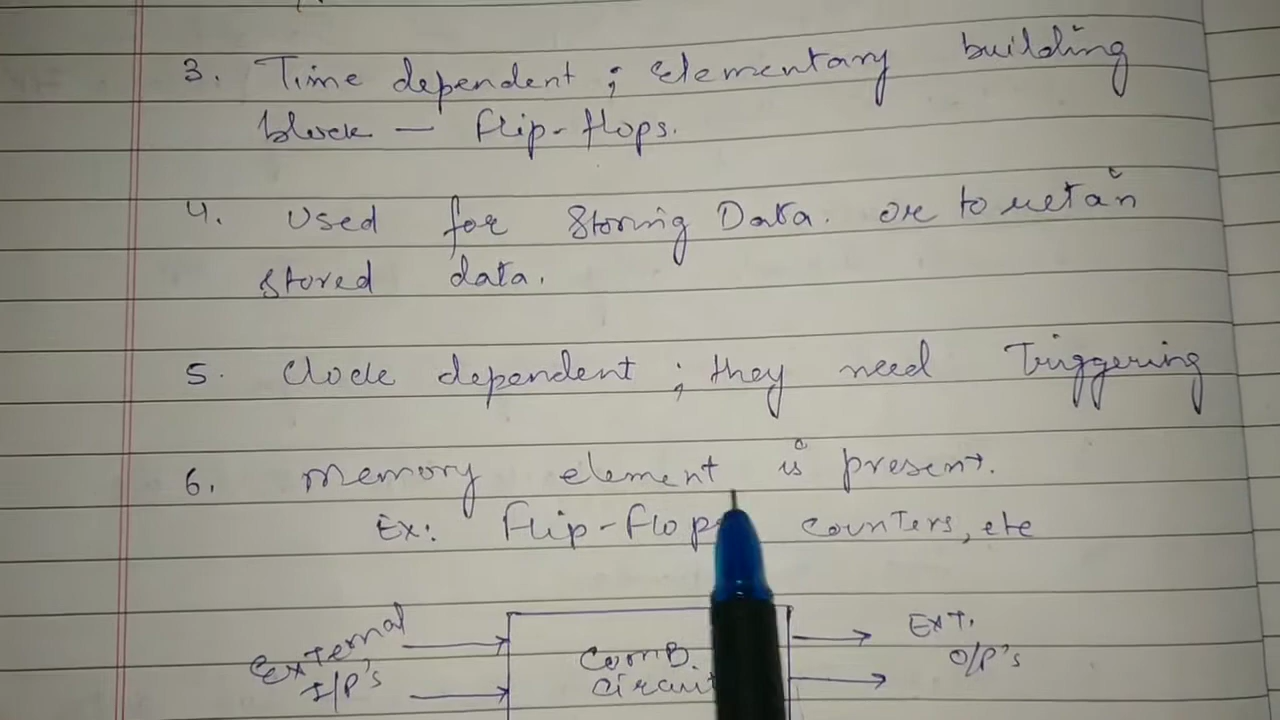 3. Time dependent ; elementary building
block — flip-flops.
4. Used for Storing Data. or to retain
stored data.
5. Clock dependent ; they need Triggering
6. Memory element is present.
Ex: Flip-Flops counters, etc
External
I/P's
Comb.
circuit
Ext.
O/P's